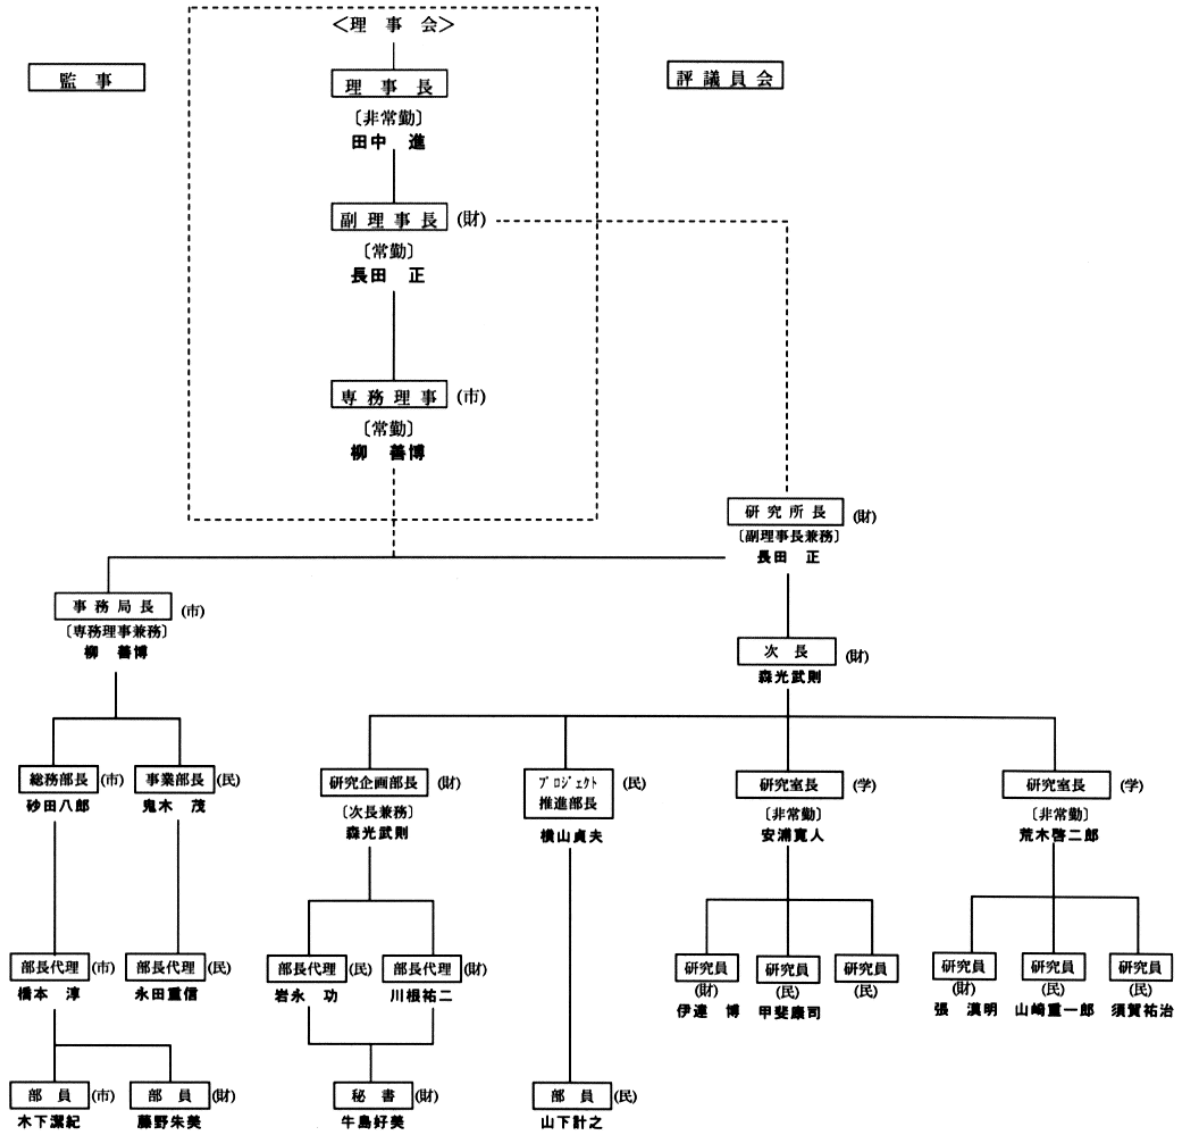 ＜理 事 会＞
監 事
理 事 長
評 議 員 会
〔非常勤〕
田中 進
副 理 事 長 (財)
〔常勤〕
長田 正
専 務 理 事 (市)
〔常勤〕
柳 善博
研 究 所 長 (財)
〔副理事長兼務〕
長田 正
事 務 局 長 (市)
〔専務理事兼務〕
柳 善博
次 長 (財)
森光武則
総務部長 (市)
砂田八郎
事業部長 (民)
鬼木 茂
研究企画部長 (財)
〔次長兼務〕
森光武則
ﾌﾟﾛｼﾞｪｸﾄ (民)
推進部長
横山貞夫
研究室長 (学)
〔非常勤〕
安浦寛人
研究室長 (学)
〔非常勤〕
荒木啓二郎
部長代理 (市)
橋本 淳
部長代理 (民)
永田重信
部長代理 (民)
岩永 功
部長代理 (財)
川根祐二
研究員
(財)
伊達 博
研究員
(民)
甲斐康司
研究員
(民)
研究員
(財)
張 漢明
研究員
(民)
山崎重一郎
研究員
(民)
須賀祐治
部 員 (市)
木下潔紀
部 員 (財)
藤野朱美
秘 書 (財)
牛島好美
部 員 (民)
山下計之